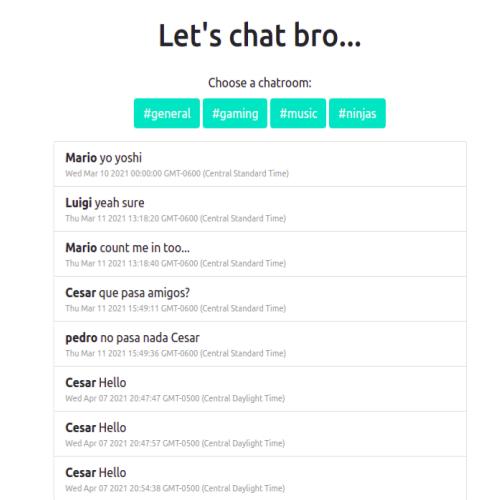 Let's chat bro...
Choose a chatroom:
#general #gaming #music #ninjas
Mario yo yoshi
Wed Mar 10 2021 00:00:00 GMT-0600 (Central Standard Time)
Luigi yeah sure
Thu Mar 11 2021 13:18:20 GMT-0600 (Central Standard Time)
Mario count me in too...
Thu Mar 11 2021 13:18:40 GMT-0600 (Central Standard Time)
Cesar que pasa amigos?
Thu Mar 11 2021 15:49:11 GMT-0600 (Central Standard Time)
pedro no pasa nada Cesar
Thu Mar 11 2021 15:49:36 GMT-0600 (Central Standard Time)
Cesar Hello
Wed Apr 07 2021 20:47:47 GMT-0500 (Central Daylight Time)
Cesar Hello
Wed Apr 07 2021 20:47:57 GMT-0500 (Central Daylight Time)
Cesar Hello
Wed Apr 07 2021 20:54:38 GMT-0500 (Central Daylight Time)